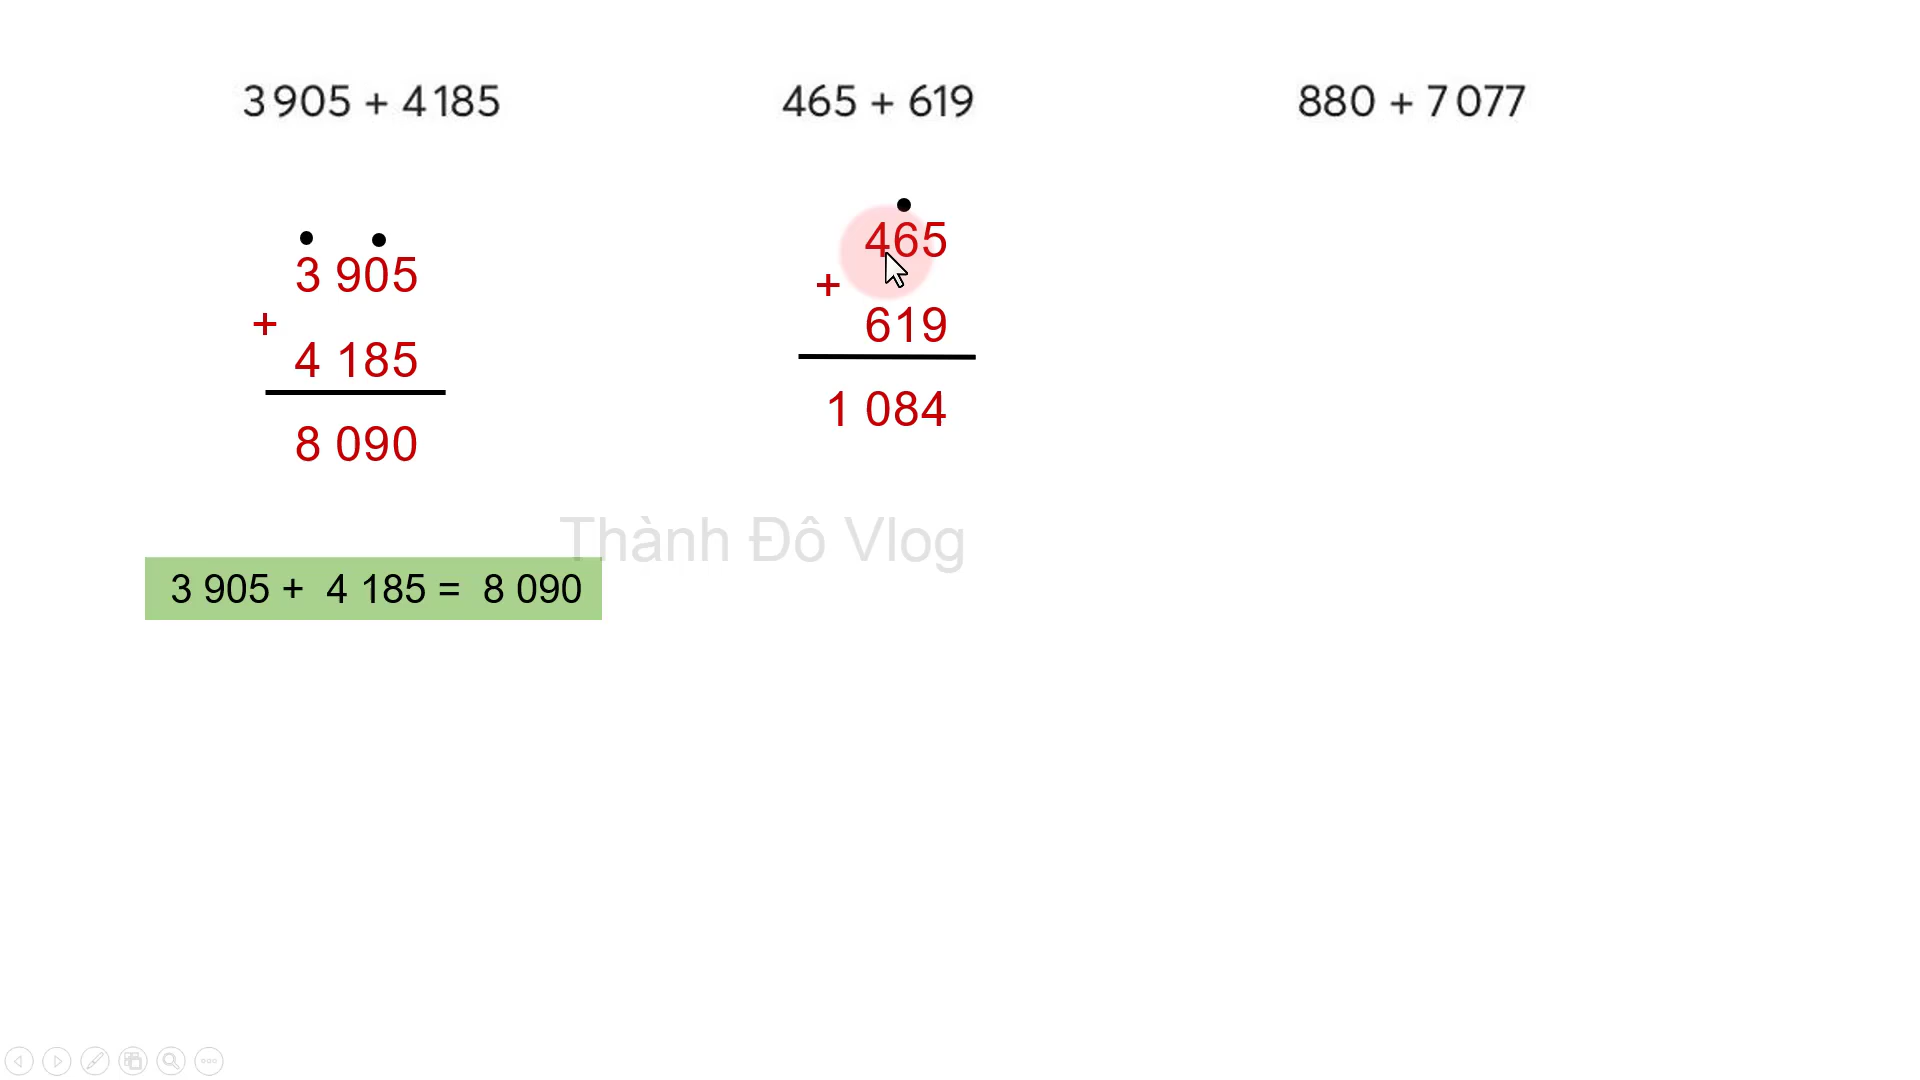 3 905 + 4 185
465 + 619
880 + 7 077
3 905
+
4 185
8 090
465
+
619
1 084
Thành Đô Vlog
3 905 + 4 185 = 8 090